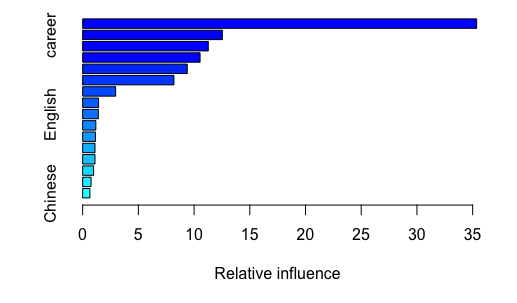 career
English
Chinese
0 5 10 15 20 25 30 35
Relative influence